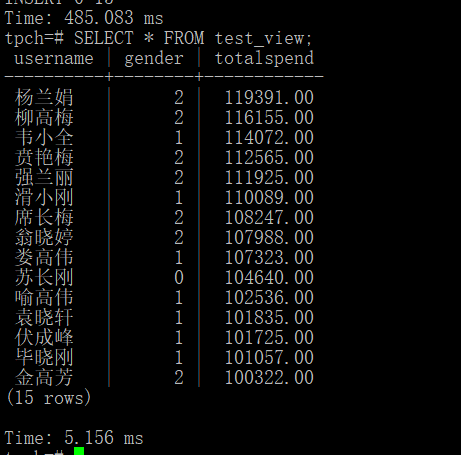 Time: 485.083 ms
tpch=# SELECT * FROM test_view;
username | gender | totalspend
----------+--------+------------
杨兰娟 | 2 | 119391.00
柳高梅 | 2 | 116155.00
韦小全 | 1 | 114072.00
贲艳梅 | 2 | 112565.00
强兰丽 | 2 | 111925.00
滑小刚 | 1 | 110089.00
席长梅 | 2 | 108247.00
翁晓婷 | 2 | 107988.00
娄高伟 | 1 | 107323.00
苏长刚 | 0 | 104640.00
喻高伟 | 1 | 102536.00
袁晓轩 | 1 | 101835.00
伏成峰 | 1 | 101725.00
毕晓刚 | 1 | 101057.00
金高芳 | 2 | 100322.00
(15 rows)
Time: 5.156 ms